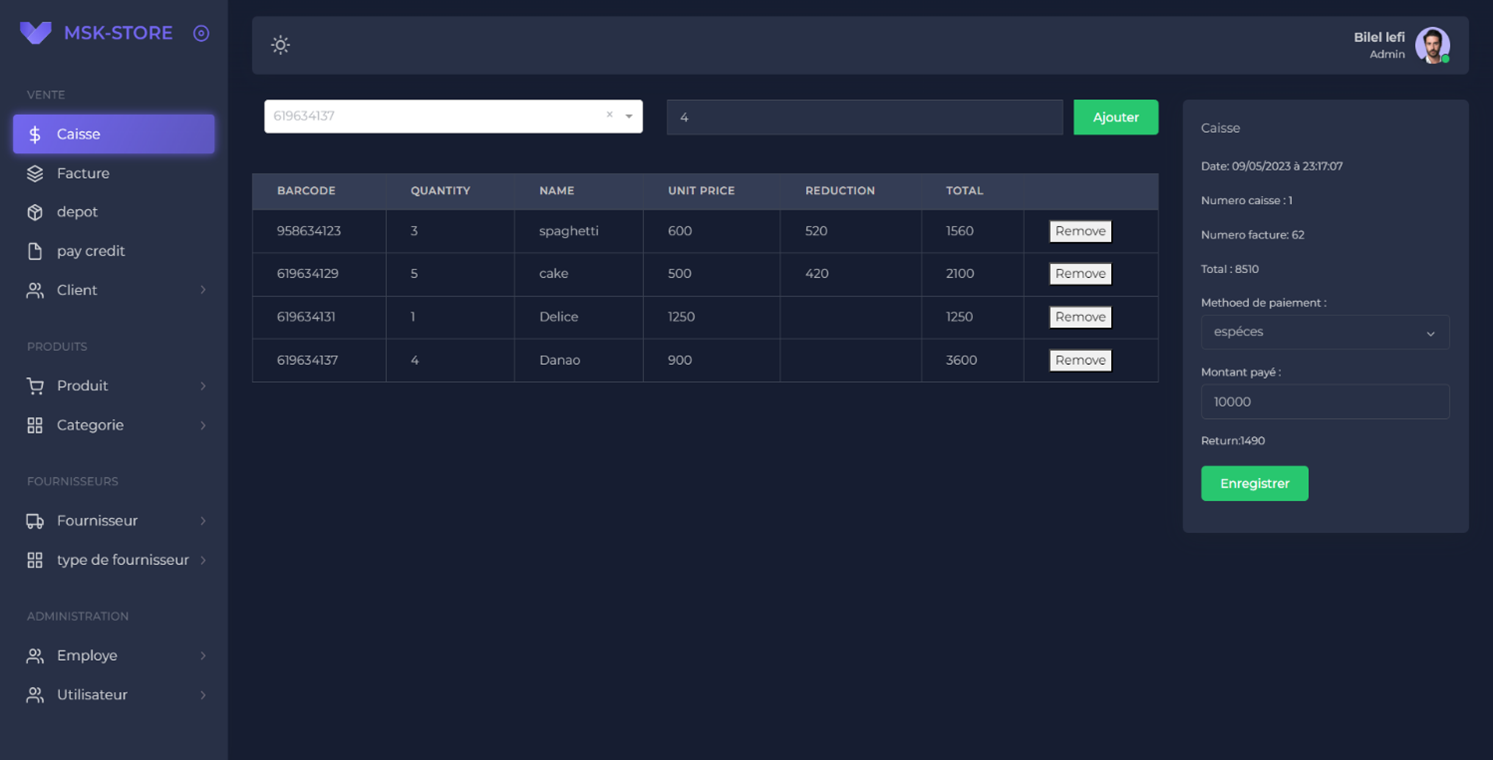 MSK-STORE
VENTE
Caisse
Facture
depot
pay credit
Client
PRODUITS
Produit
Categorie
FOURNISSEURS
Fournisseur
type de fournisseur
ADMINISTRATION
Employe
Utilisateur
Bilel lefi
Admin
619634137 ×
4
Ajouter
BARCODE QUANTITY NAME UNIT PRICE REDUCTION TOTAL
958634123 3 spaghetti 600 520 1560 Remove
619634129 5 cake 500 420 2100 Remove
619634131 1 Delice 1250 1250 Remove
619634137 4 Danao 900 3600 Remove
Caisse
Date: 09/05/2023 à 23:17:07
Numero caisse : 1
Numero facture: 62
Total : 8510
Methoed de paiement :
espéces
Montant payé :
10000
Return:1490
Enregistrer